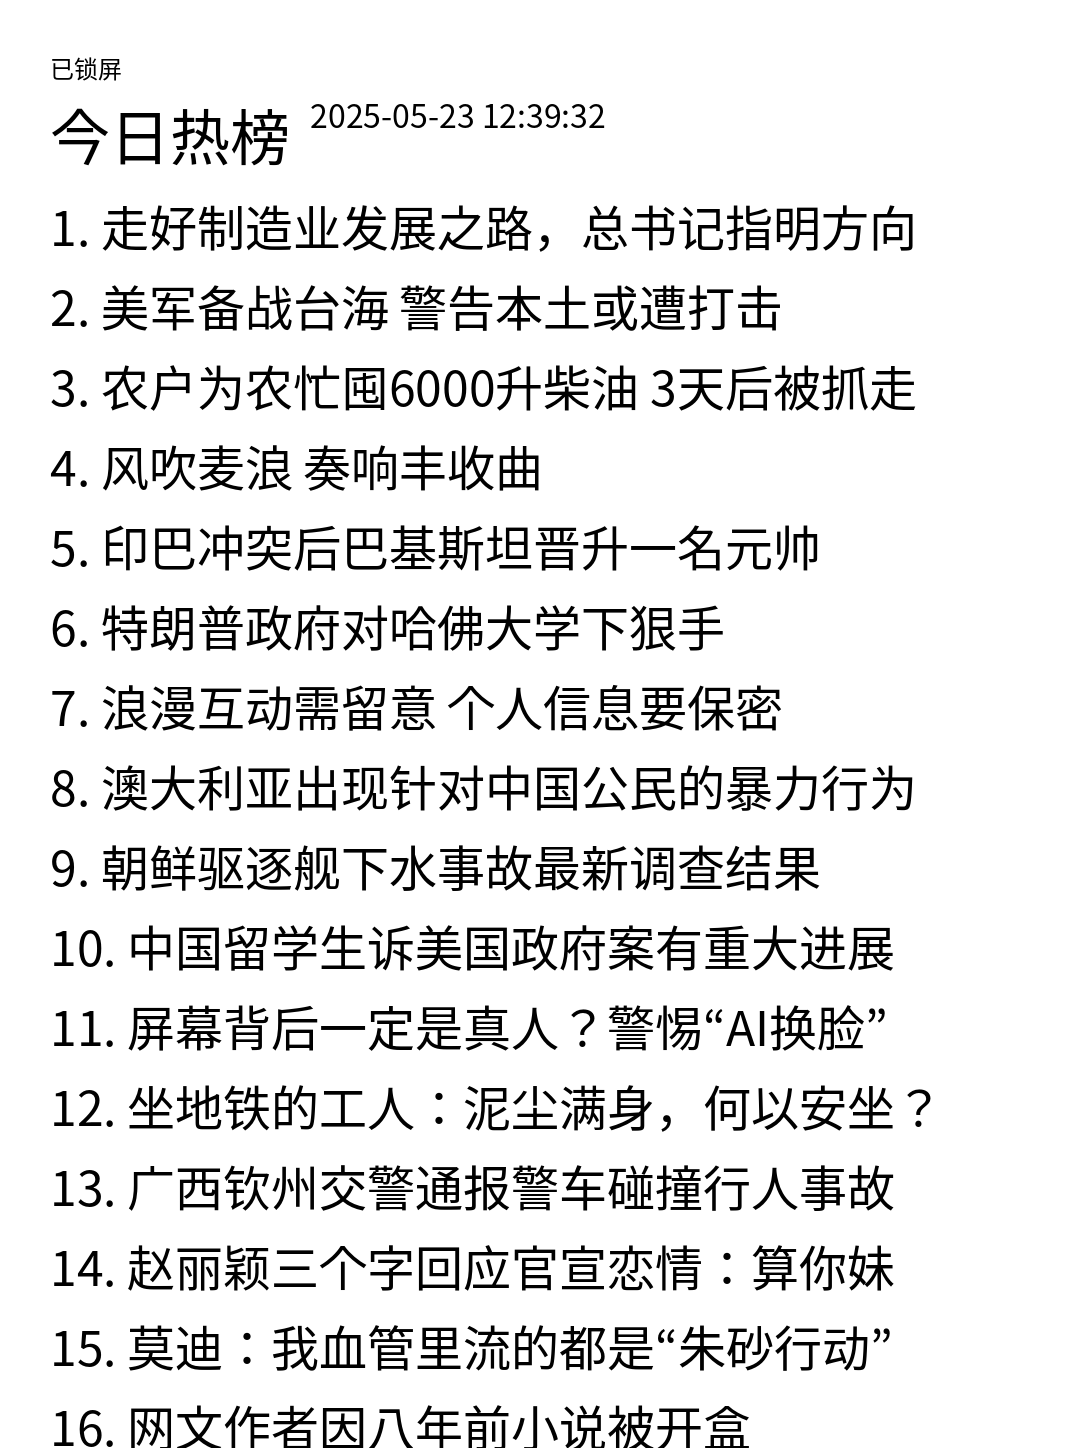 已锁屏
今日热榜 2025-05-23 12:39:32
1. 走好制造业发展之路，总书记指明方向
2. 美军备战台海 警告本土或遭打击
3. 农户为农忙囤6000升柴油 3天后被抓走
4. 风吹麦浪 奏响丰收曲
5. 印巴冲突后巴基斯坦晋升一名元帅
6. 特朗普政府对哈佛大学下狠手
7. 浪漫互动需留意 个人信息要保密
8. 澳大利亚出现针对中国公民的暴力行为
9. 朝鲜驱逐舰下水事故最新调查结果
10. 中国留学生诉美国政府案有重大进展
11. 屏幕背后一定是真人？警惕“AI换脸”
12. 坐地铁的工人：泥尘满身，何以安坐？
13. 广西钦州交警通报警车碰撞行人事故
14. 赵丽颖三个字回应官宣恋情：算你妹
15. 莫迪：我血管里流的都是“朱砂行动”
16. 网文作者因八年前小说被开盒